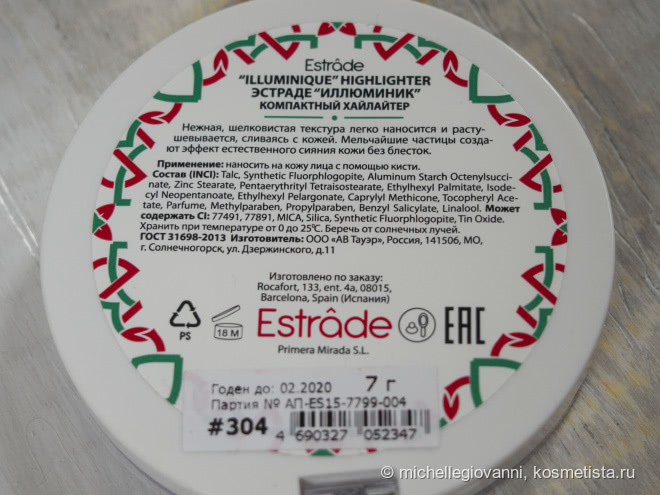 Estrâde
"ILLUMINIQUE" HIGHLIGHTER
ЭСТРАДЕ "ИЛЛЮМИНИК"
КОМПАКТНЫЙ ХАЙЛАЙТЕР
Нежная, шелковистая текстура легко наносится и расту-
шевывается, сливаясь с кожей. Мельчайшие частицы созда-
ют эффект естественного сияния кожи без блесток.
Применение: наносить на кожу лица с помощью кисти.
Состав (INCI): Talc, Synthetic Fluorphlogopite, Aluminum Starch Octenylsucci-
nate, Zinc Stearate, Pentaerythrityl Tetraisostearate, Ethylhexyl Palmitate, Isode-
cyl Neopentanoate, Ethylhexyl Pelargonate, Caprylyl Methicone, Tocopheryl Ace-
tate, Parfume, Methylparaben, Propylparaben, Benzyl Salicylate, Linalool. Может
содержать CI: 77491, 77891, MICA, Silica, Synthetic Fluorphlogopite, Tin Oxide.
Хранить при температуре от 0 до 25°C. Беречь от солнечных лучей.
ГОСТ 31698-2013 Изготовитель: ООО «АВ Тауэр», Россия, 141506, МО,
г. Солнечногорск, ул. Дзержинского, д.11
Изготовлено по заказу:
Rocafort, 133, ent. 4a, 08015,
Barcelona, Spain (Испания)
PS
18 M
Estrâde
EAC
Primera Mirada S.L.
Годен до: 02.2020 7 г
Партия № АП-ES15-7799-004
#304
4 690327 052347
© michellegiovanni, kosmetista.ru